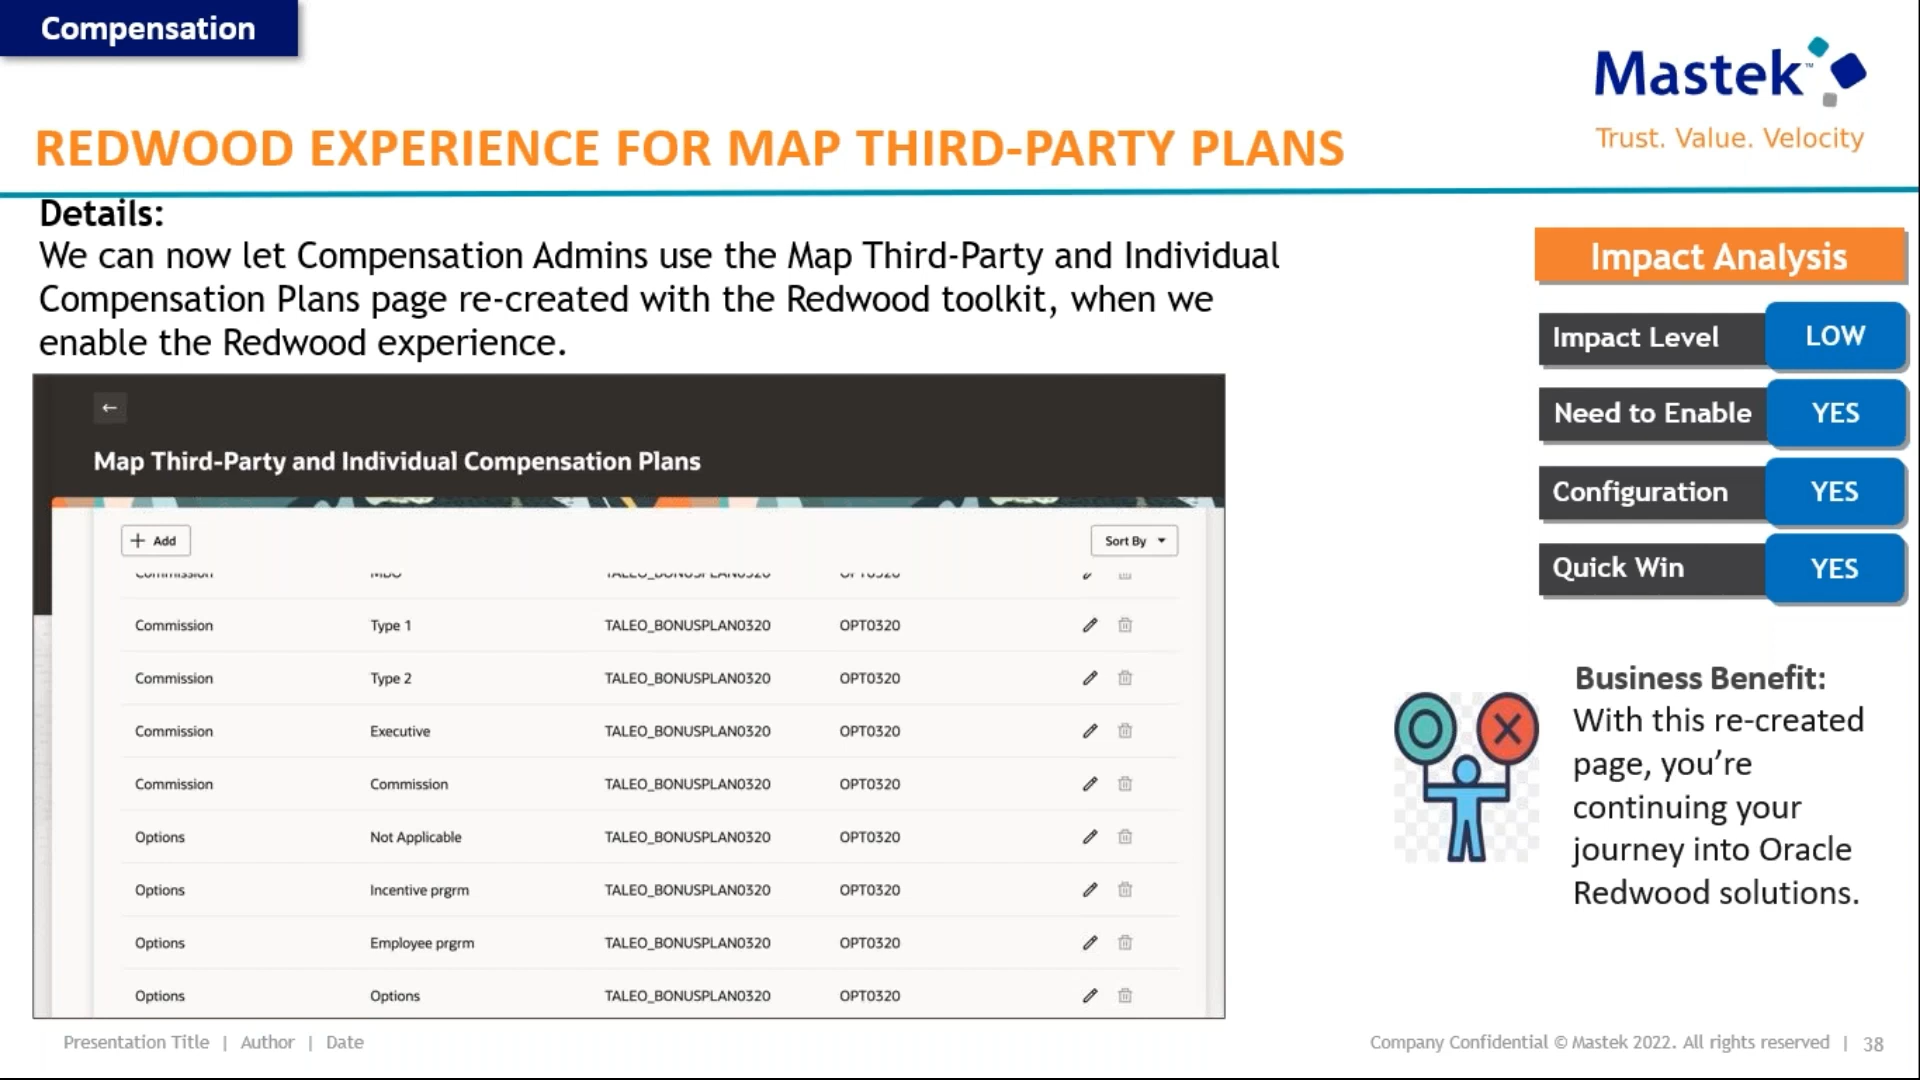 Compensation
Mastek™
Trust. Value. Velocity
REDWOOD EXPERIENCE FOR MAP THIRD-PARTY PLANS
Details:
We can now let Compensation Admins use the Map Third-Party and Individual
Compensation Plans page re-created with the Redwood toolkit, when we
enable the Redwood experience.
Impact Analysis
Impact Level LOW
Need to Enable YES
Configuration YES
Quick Win YES
Map Third-Party and Individual Compensation Plans
+ Add Sort By
Commission MBO TALEO_BONUSPLAN0320 OPT0320
Commission Type 1 TALEO_BONUSPLAN0320 OPT0320
Commission Type 2 TALEO_BONUSPLAN0320 OPT0320
Commission Executive TALEO_BONUSPLAN0320 OPT0320
Commission Commission TALEO_BONUSPLAN0320 OPT0320
Options Not Applicable TALEO_BONUSPLAN0320 OPT0320
Options Incentive prgrm TALEO_BONUSPLAN0320 OPT0320
Options Employee prgrm TALEO_BONUSPLAN0320 OPT0320
Options Options TALEO_BONUSPLAN0320 OPT0320
Business Benefit:
With this re-created
page, you’re
continuing your
journey into Oracle
Redwood solutions.
Presentation Title | Author | Date
Company Confidential © Mastek 2022. All rights reserved | 38